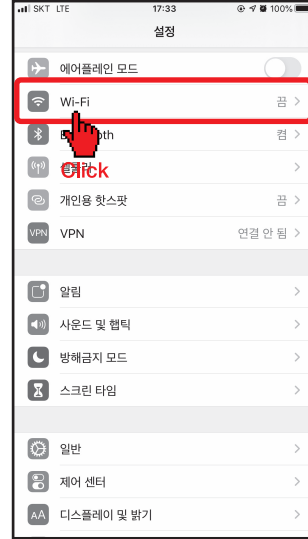 SKT LTE 17:33 100%
설정
에어플레인 모드
Wi-Fi 끔
켬
Click
개인용 핫스팟 끔
VPN VPN 연결 안 됨
알림
사운드 및 햅틱
방해금지 모드
스크린 타임
일반
제어 센터
AA 디스플레이 및 밝기